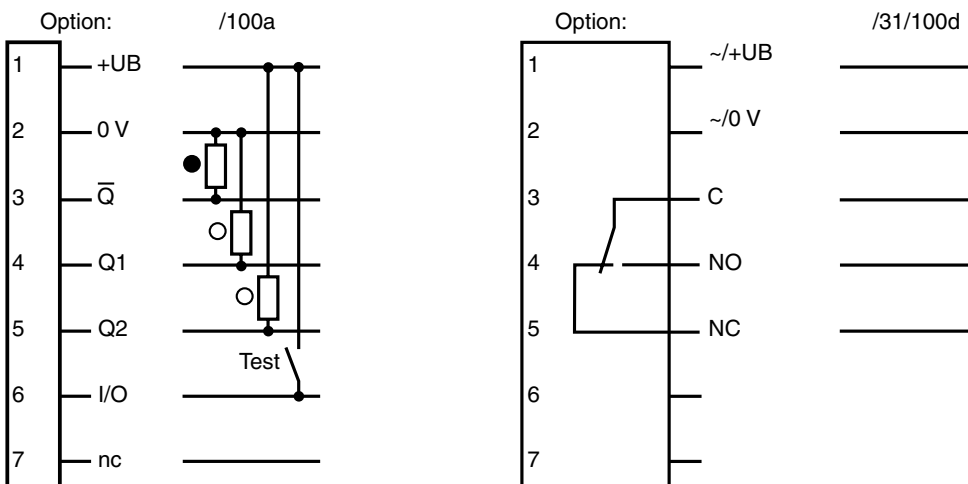 Option: /100a
1 +UB
2 0 V
3 Q̅
4 Q1
5 Q2
Test
6 I/O
7 nc
Option: /31/100d
1 ~/+UB
2 ~/0 V
3 C
4 NO
5 NC
6
7